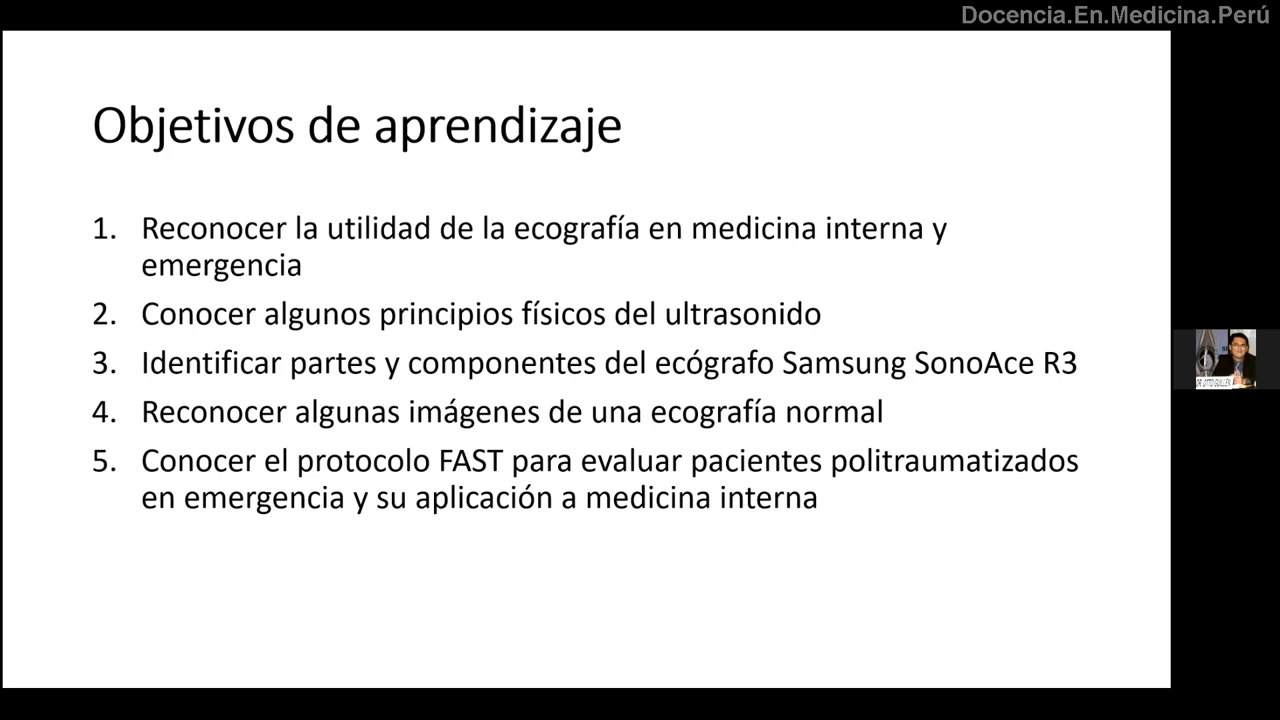 Docencia.En.Medicina.Perú
Objetivos de aprendizaje
1. Reconocer la utilidad de la ecografía en medicina interna y
emergencia
2. Conocer algunos principios físicos del ultrasonido
3. Identificar partes y componentes del ecógrafo Samsung SonoAce R3
4. Reconocer algunas imágenes de una ecografía normal
5. Conocer el protocolo FAST para evaluar pacientes politraumatizados
en emergencia y su aplicación a medicina interna
DR. OTTO GUILLEN